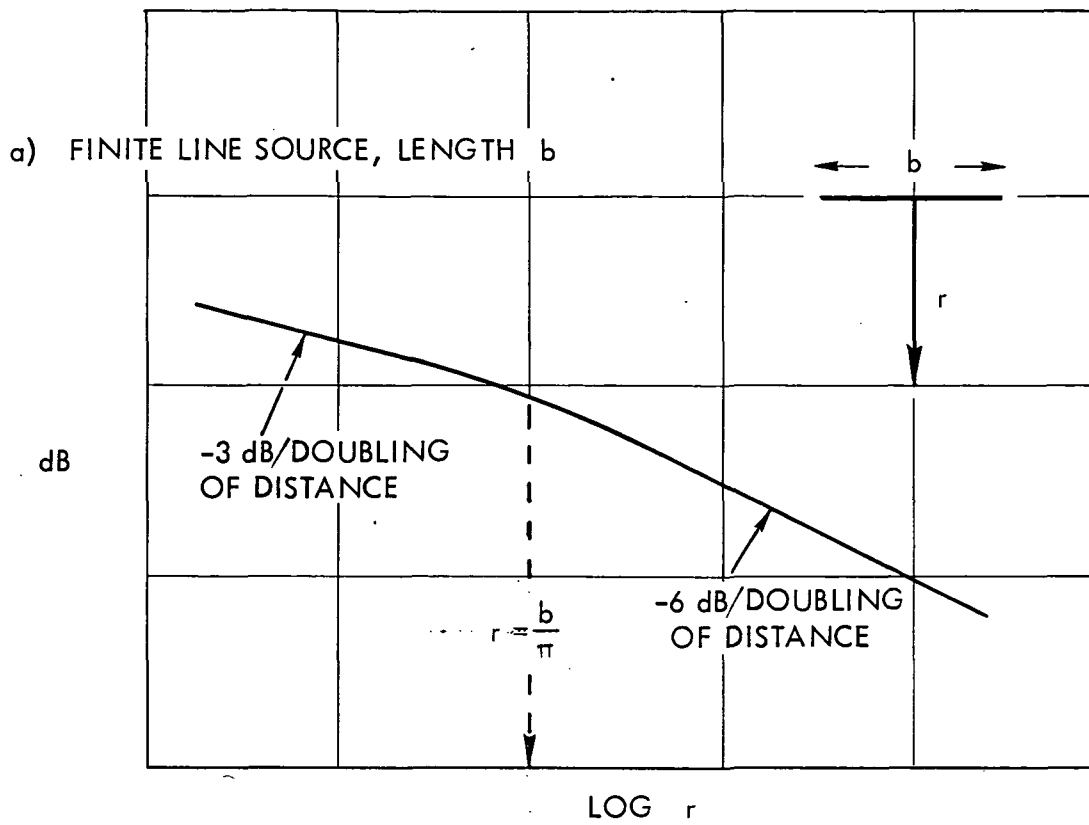 a) FINITE LINE SOURCE, LENGTH b
b
r
-3 dB/DOUBLING
OF DISTANCE
dB
-6 dB/DOUBLING
OF DISTANCE
r = b/π
LOG r